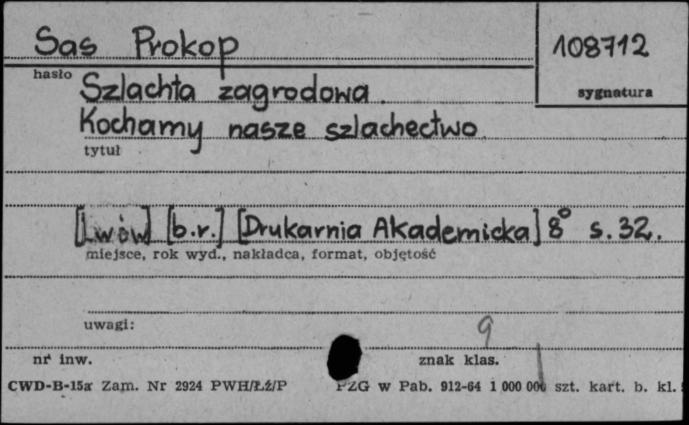 Sas Prokop
108712
hasło
sygnatura
Szlachta zagrodowa.
Kochamy nasze szlachectwo
tytuł
[Lwów] [b.r.] [Drukarnia Akademicka] 8° s. 32.
miejsce, rok wyd., nakładca, format, objętość
uwagi:
9
nr inw.
znak klas.
CWD-B-15a Zam. Nr 2924 PWH/Łź/P
PZG w Pab. 912-64 1 000 000 szt. kart. b. kl.